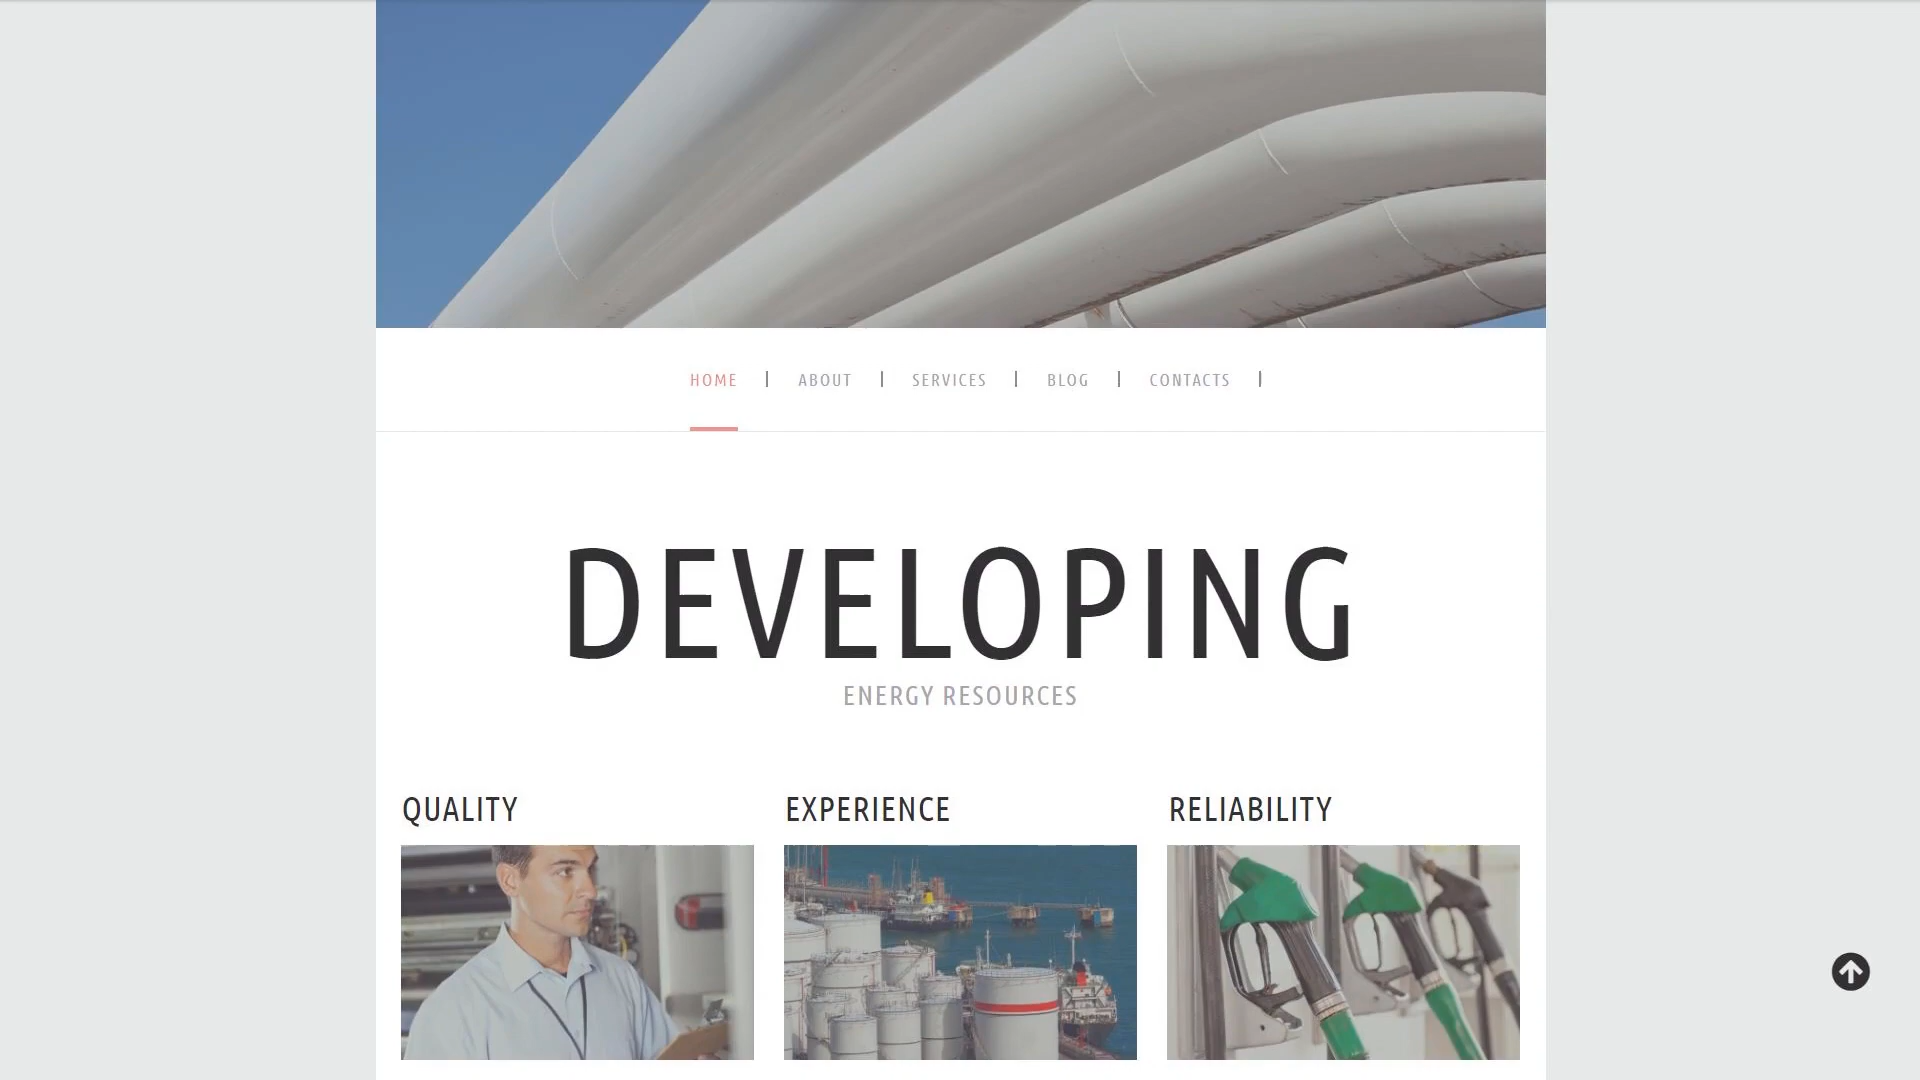 HOME | ABOUT | SERVICES | BLOG | CONTACTS |
DEVELOPING
ENERGY RESOURCES
QUALITY
EXPERIENCE
RELIABILITY